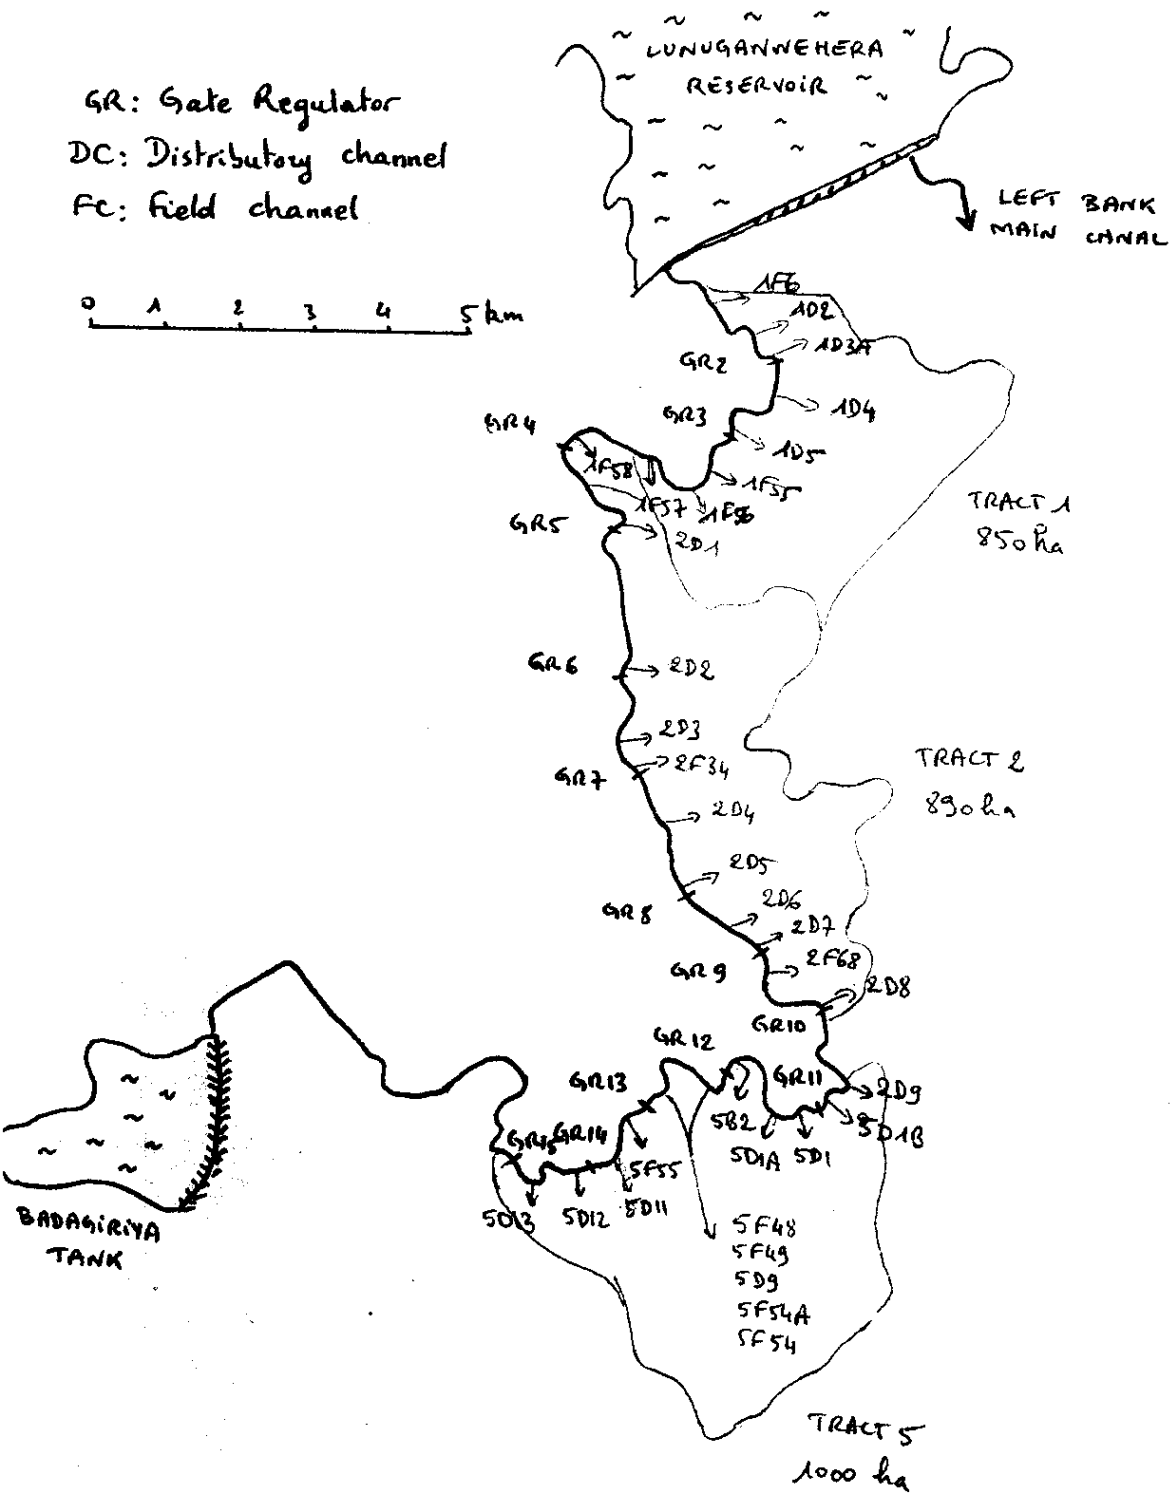 LUNUGANNEHERA
RESERVOIR
GR: Gate Regulator
DC: Distributory channel
FC: Field channel
LEFT BANK
MAIN CANAL
0 1 2 3 4 5 km
1F6
1D2
1D3A
GR2
1D4
GR3
GR4
1D5
1F58
1F55
1F57
1F56
TRACT 1
850 ha
GR5
2D1
GR6
2D2
2D3
2F34
GR7
TRACT 2
890 ha
2D4
2D5
2D6
GR8
2D7
2F68
GR9
2D8
GR10
GR12
GR11
GR13
2D9
5B2
5D1B
GR15
GR14
5F55
5D1A
5D1
5D13
5D12
5D11
BADAGIRIYA
TANK
5F48
5F49
5D9
5F54A
5F54
TRACT 5
1000 ha